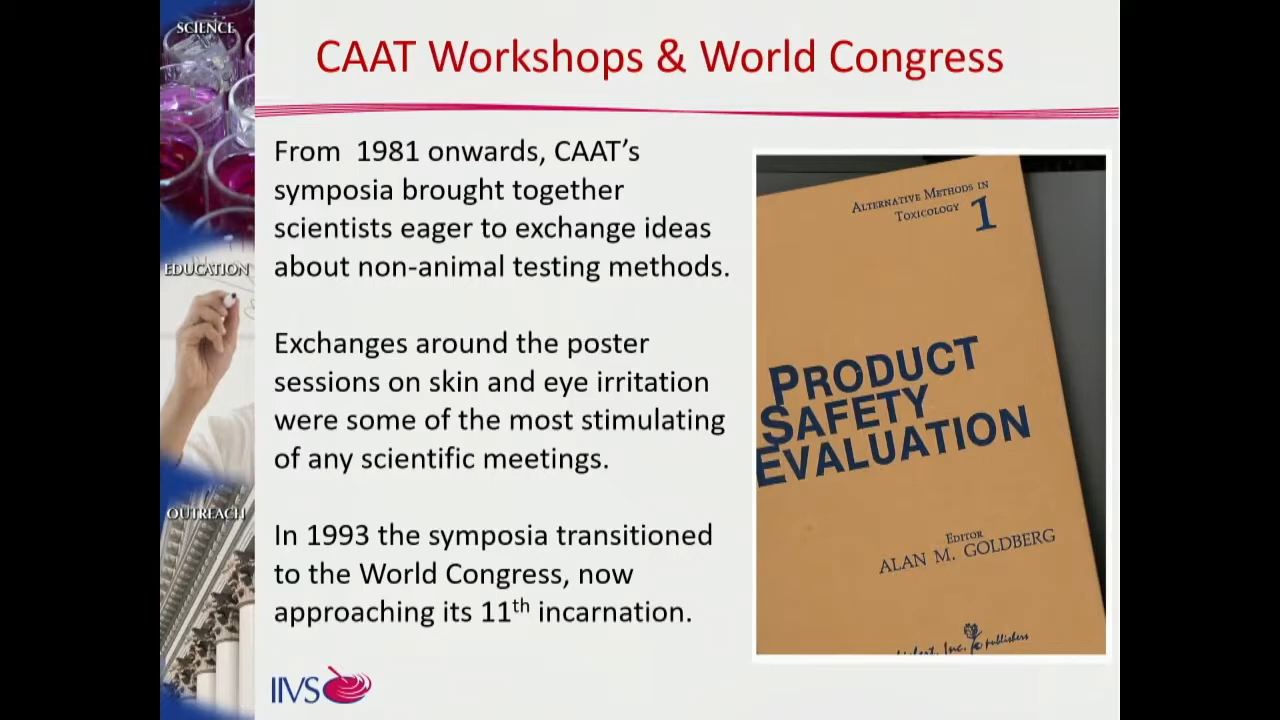 SCIENCE
CAAT Workshops & World Congress
From  1981 onwards, CAAT’s
symposia brought together
scientists eager to exchange ideas
about non-animal testing methods.
EDUCATION
Exchanges around the poster
sessions on skin and eye irritation
were some of the most stimulating
of any scientific meetings.
OUTREACH
In 1993 the symposia transitioned
to the World Congress, now
approaching its 11th incarnation.
IIVS
ALTERNATIVE METHODS IN
TOXICOLOGY 1
PRODUCT
SAFETY
EVALUATION
EDITOR
ALAN M. GOLDBERG
Inc. publishers